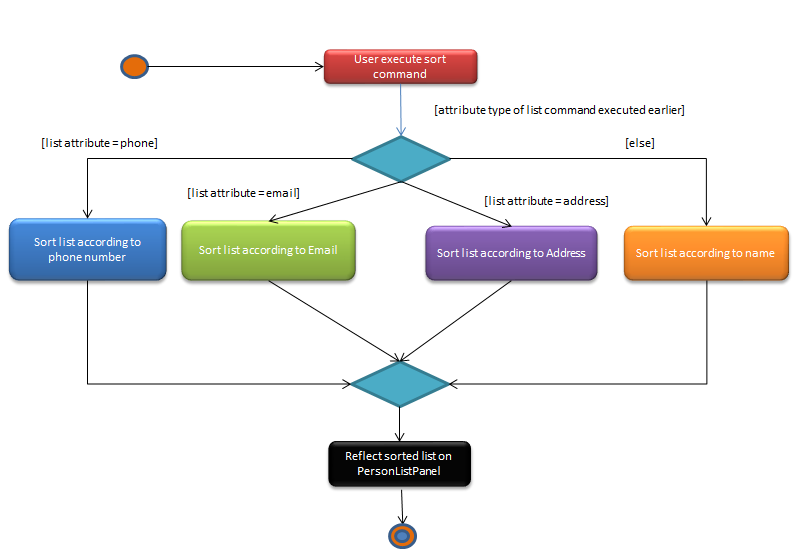 User execute sort
command
[attribute type of list command executed earlier]
[list attribute = phone]
[else]
[list attribute = email]
[list attribute = address]
Sort list according to
phone number
Sort list according to Email
Sort list according to Address
Sort list according to name
Reflect sorted list on
PersonListPanel